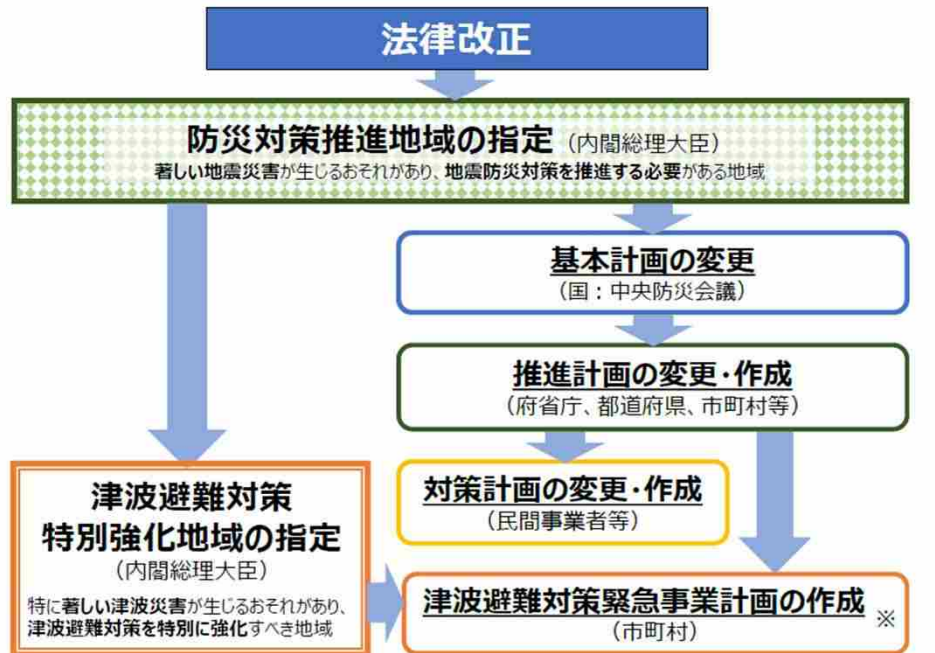 法律改正
防災対策推進地域の指定（内閣総理大臣）
著しい地震災害が生じるおそれがあり、地震防災対策を推進する必要がある地域
基本計画の変更
（国：中央防災会議）
推進計画の変更・作成
（府省庁、都道府県、市町村等）
対策計画の変更・作成
（民間事業者等）
津波避難対策
特別強化地域の指定
（内閣総理大臣）
特に著しい津波災害が生じるおそれがあり、
津波避難対策を特別に強化すべき地域
津波避難対策緊急事業計画の作成 ※
（市町村）